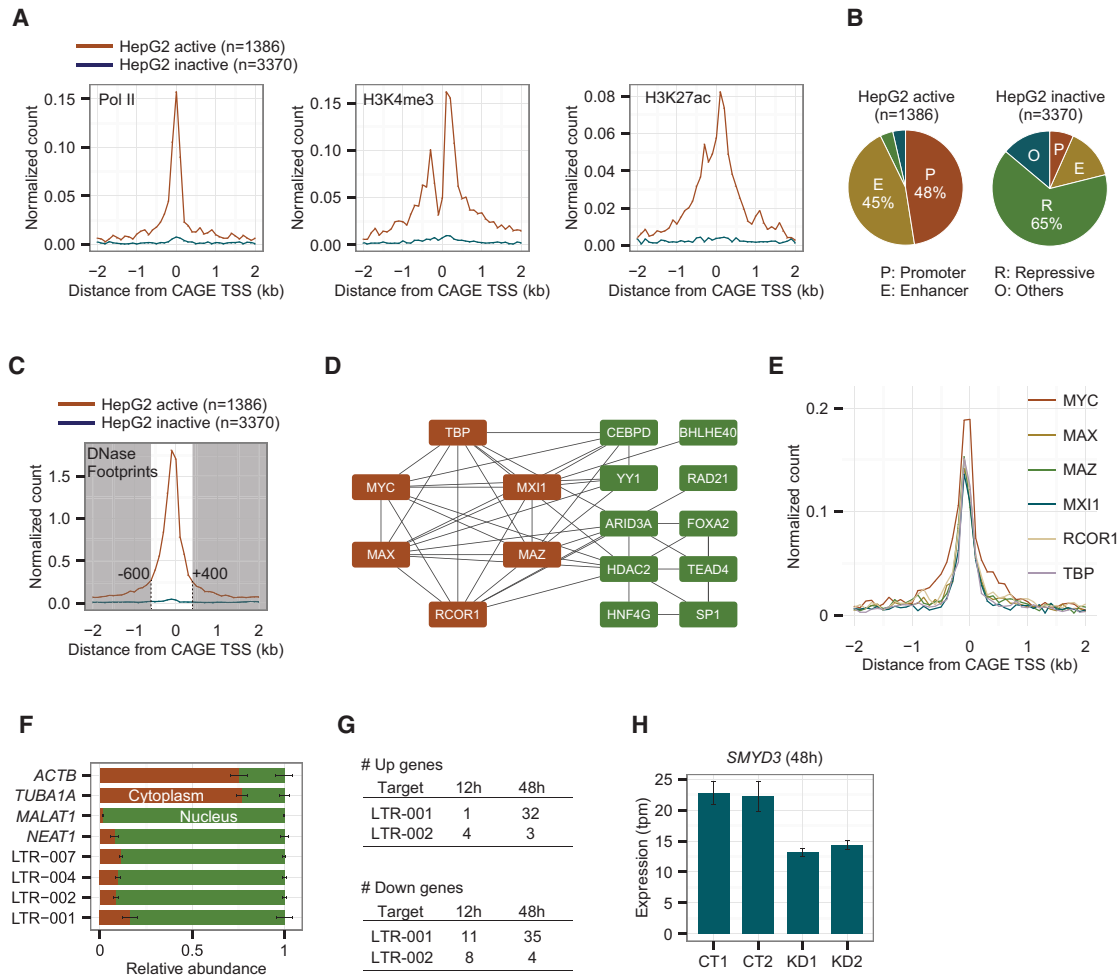 A
HepG2 active (n=1386)
HepG2 inactive (n=3370)
Pol II
Normalized count
0.15
0.10
0.05
0.00
−2 −1 0 1 2
Distance from CAGE TSS (kb)
H3K4me3
Normalized count
0.15
0.10
0.05
0.00
−2 −1 0 1 2
Distance from CAGE TSS (kb)
H3K27ac
Normalized count
0.08
0.06
0.04
0.02
0.00
−2 −1 0 1 2
Distance from CAGE TSS (kb)
B
HepG2 active
(n=1386)
P
48%
E
45%
HepG2 inactive
(n=3370)
O
P
E
R
65%
P: Promoter R: Repressive
E: Enhancer O: Others
C
HepG2 active (n=1386)
HepG2 inactive (n=3370)
DNase
Footprints
Normalized count
1.5
1.0
0.5
0.0
-600 +400
−2 −1 0 1 2
Distance from CAGE TSS (kb)
D
TBP CEBPD BHLHE40
MYC MXI1 YY1 RAD21
ARID3A FOXA2
MAX MAZ HDAC2 TEAD4
RCOR1 HNF4G SP1
E
Normalized count
0.2
0.1
0
MYC
MAX
MAZ
MXI1
RCOR1
TBP
−2 −1 0 1 2
Distance from CAGE TSS (kb)
F
ACTB
TUBA1A
MALAT1
NEAT1
LTR−007
LTR−004
LTR−002
LTR−001
Cytoplasm
Nucleus
0 0.5 1
Relative abundance
G
# Up genes
Target 12h 48h
LTR-001 1 32
LTR-002 4 3
# Down genes
Target 12h 48h
LTR-001 11 35
LTR-002 8 4
H
SMYD3 (48h)
Expression (tpm)
25
20
15
10
5
0
CT1 CT2 KD1 KD2